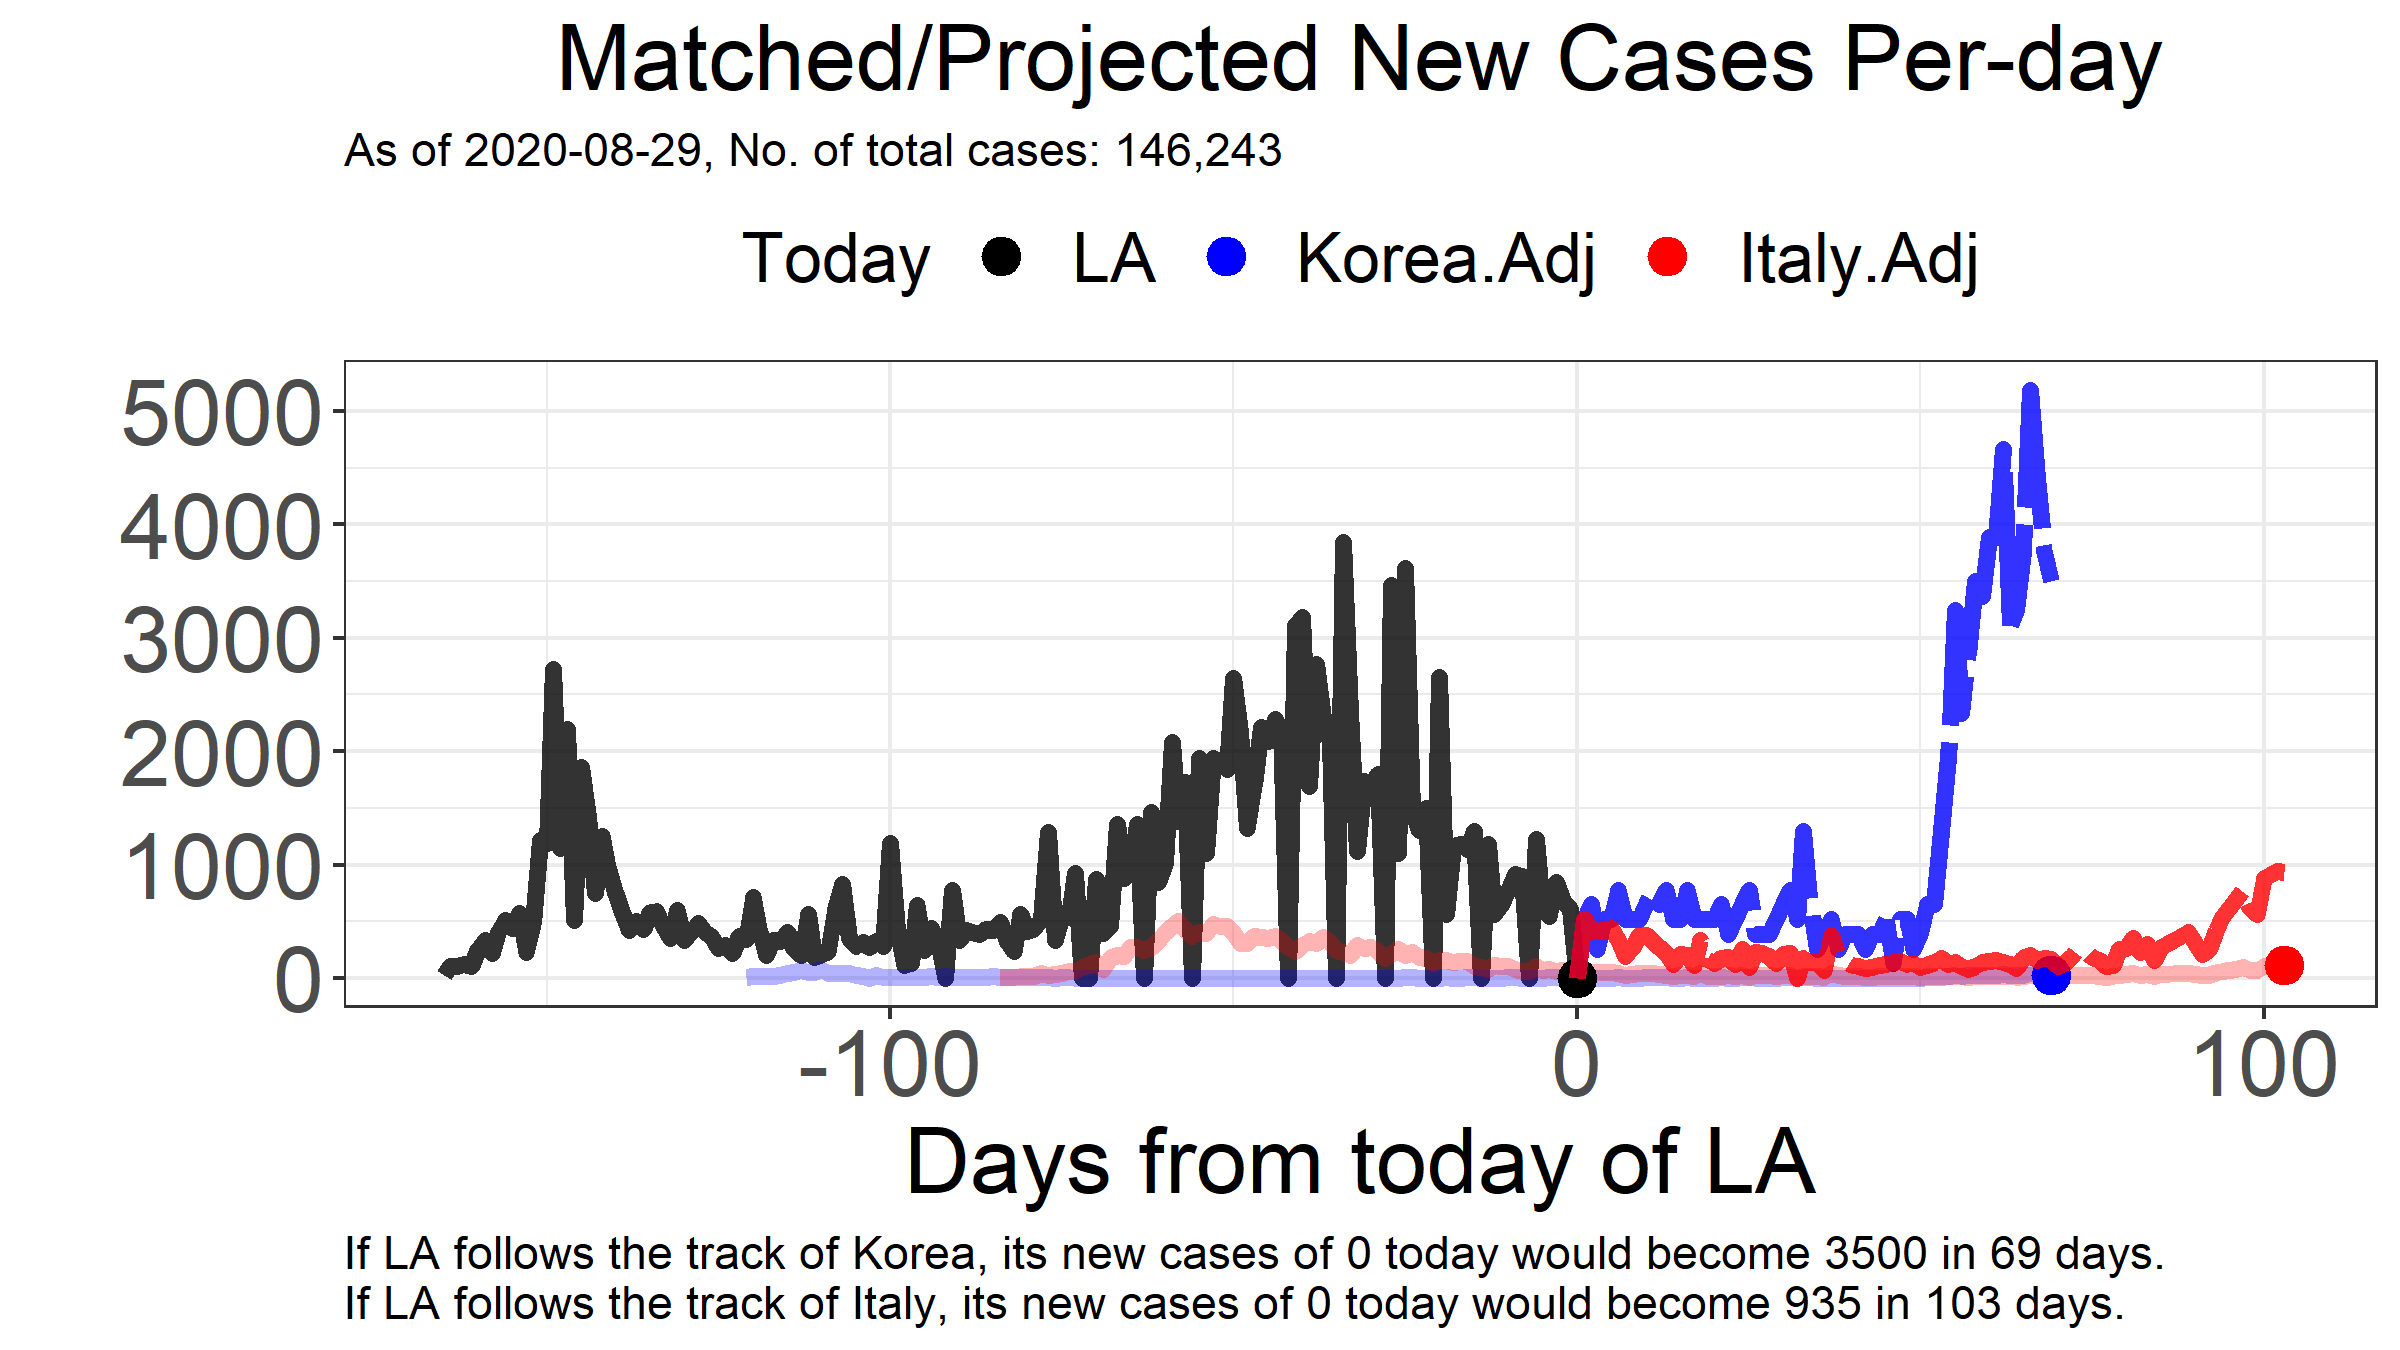 Matched/Projected New Cases Per-day
As of 2020-08-29, No. of total cases: 146,243
Today LA Korea.Adj Italy.Adj
5000
4000
3000
2000
1000
0
-100 0 100
Days from today of LA
If LA follows the track of Korea, its new cases of 0 today would become 3500 in 69 days.
If LA follows the track of Italy, its new cases of 0 today would become 935 in 103 days.